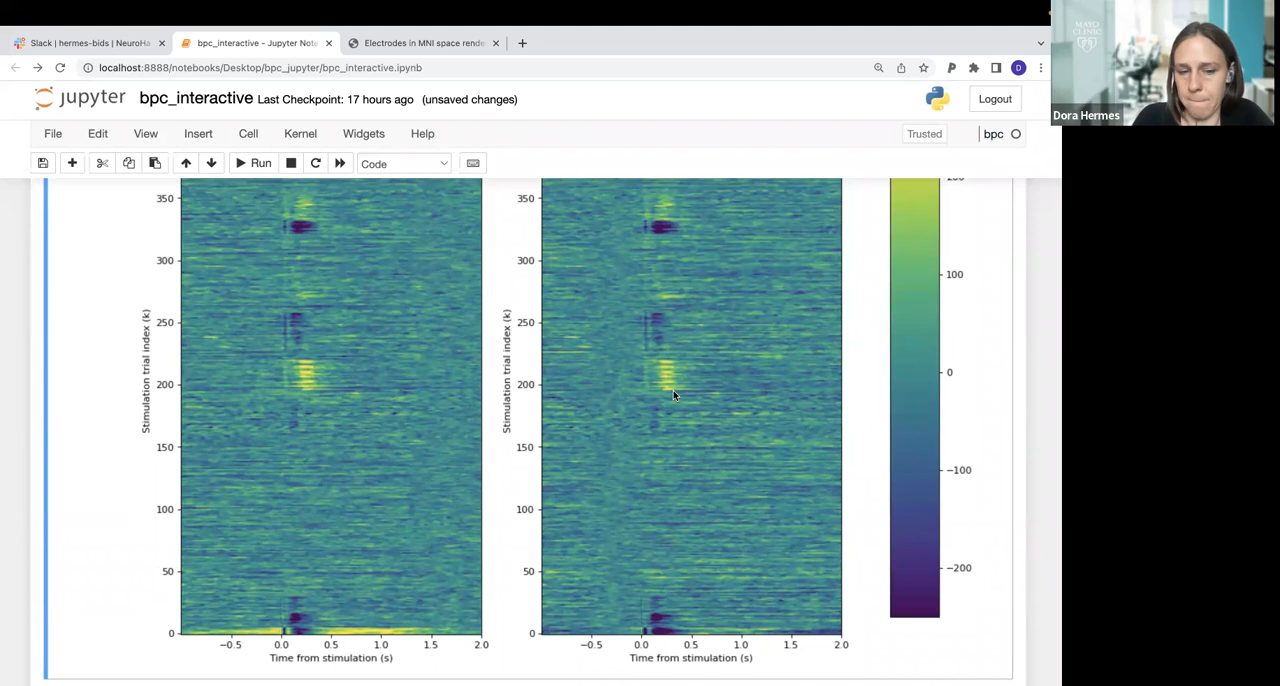 Slack | hermes-bids | NeuroHa
bpc_interactive - Jupyter Note
Electrodes in MNI space rende
localhost:8888/notebooks/Desktop/bpc_jupyter/bpc_interactive.ipynb
P
D
MAYO
CLINIC
Dora Hermes
jupyter
bpc_interactive Last Checkpoint: 17 hours ago (unsaved changes)
Logout
File Edit View Insert Cell Kernel Widgets Help
Trusted
bpc
Run
Code
350
300
250
200
150
100
50
0
Stimulation trial index (k)
−0.5 0.0 0.5 1.0 1.5 2.0
Time from stimulation (s)
350
300
250
200
150
100
50
0
Stimulation trial index (k)
−0.5 0.0 0.5 1.0 1.5 2.0
Time from stimulation (s)
100
0
−100
−200